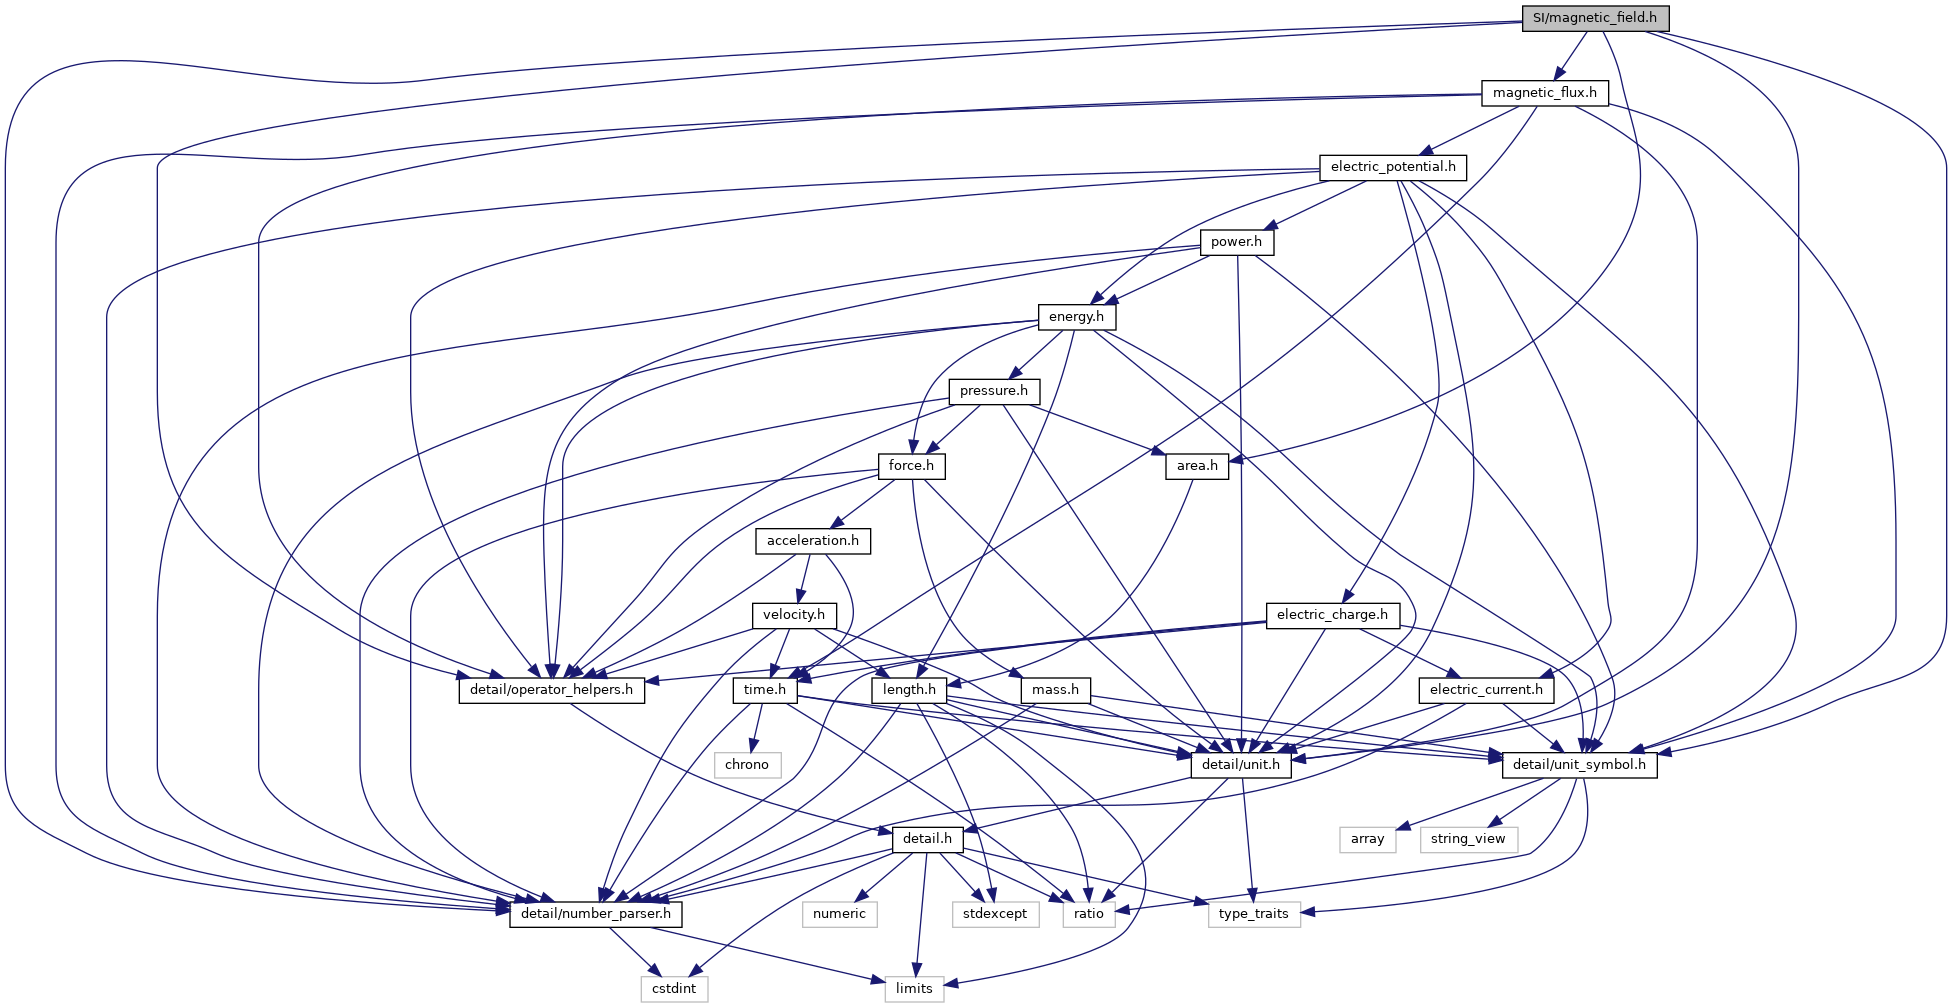 SI/magnetic_field.h
magnetic_flux.h
electric_potential.h
power.h
energy.h
pressure.h
force.h
area.h
acceleration.h
velocity.h
electric_charge.h
detail/operator_helpers.h
time.h
length.h
mass.h
electric_current.h
chrono
detail/unit.h
detail/unit_symbol.h
detail.h
array
string_view
detail/number_parser.h
numeric
stdexcept
ratio
type_traits
cstdint
limits